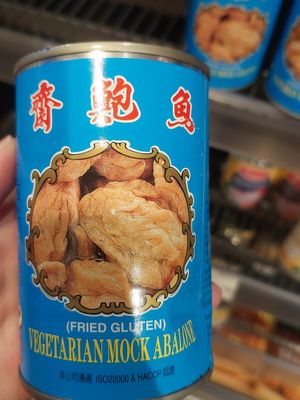 齋鮑魚
(FRIED GLUTEN)
VEGETARIAN MOCK ABALONE
本公司通過 ISO22000 & HACCP 認證